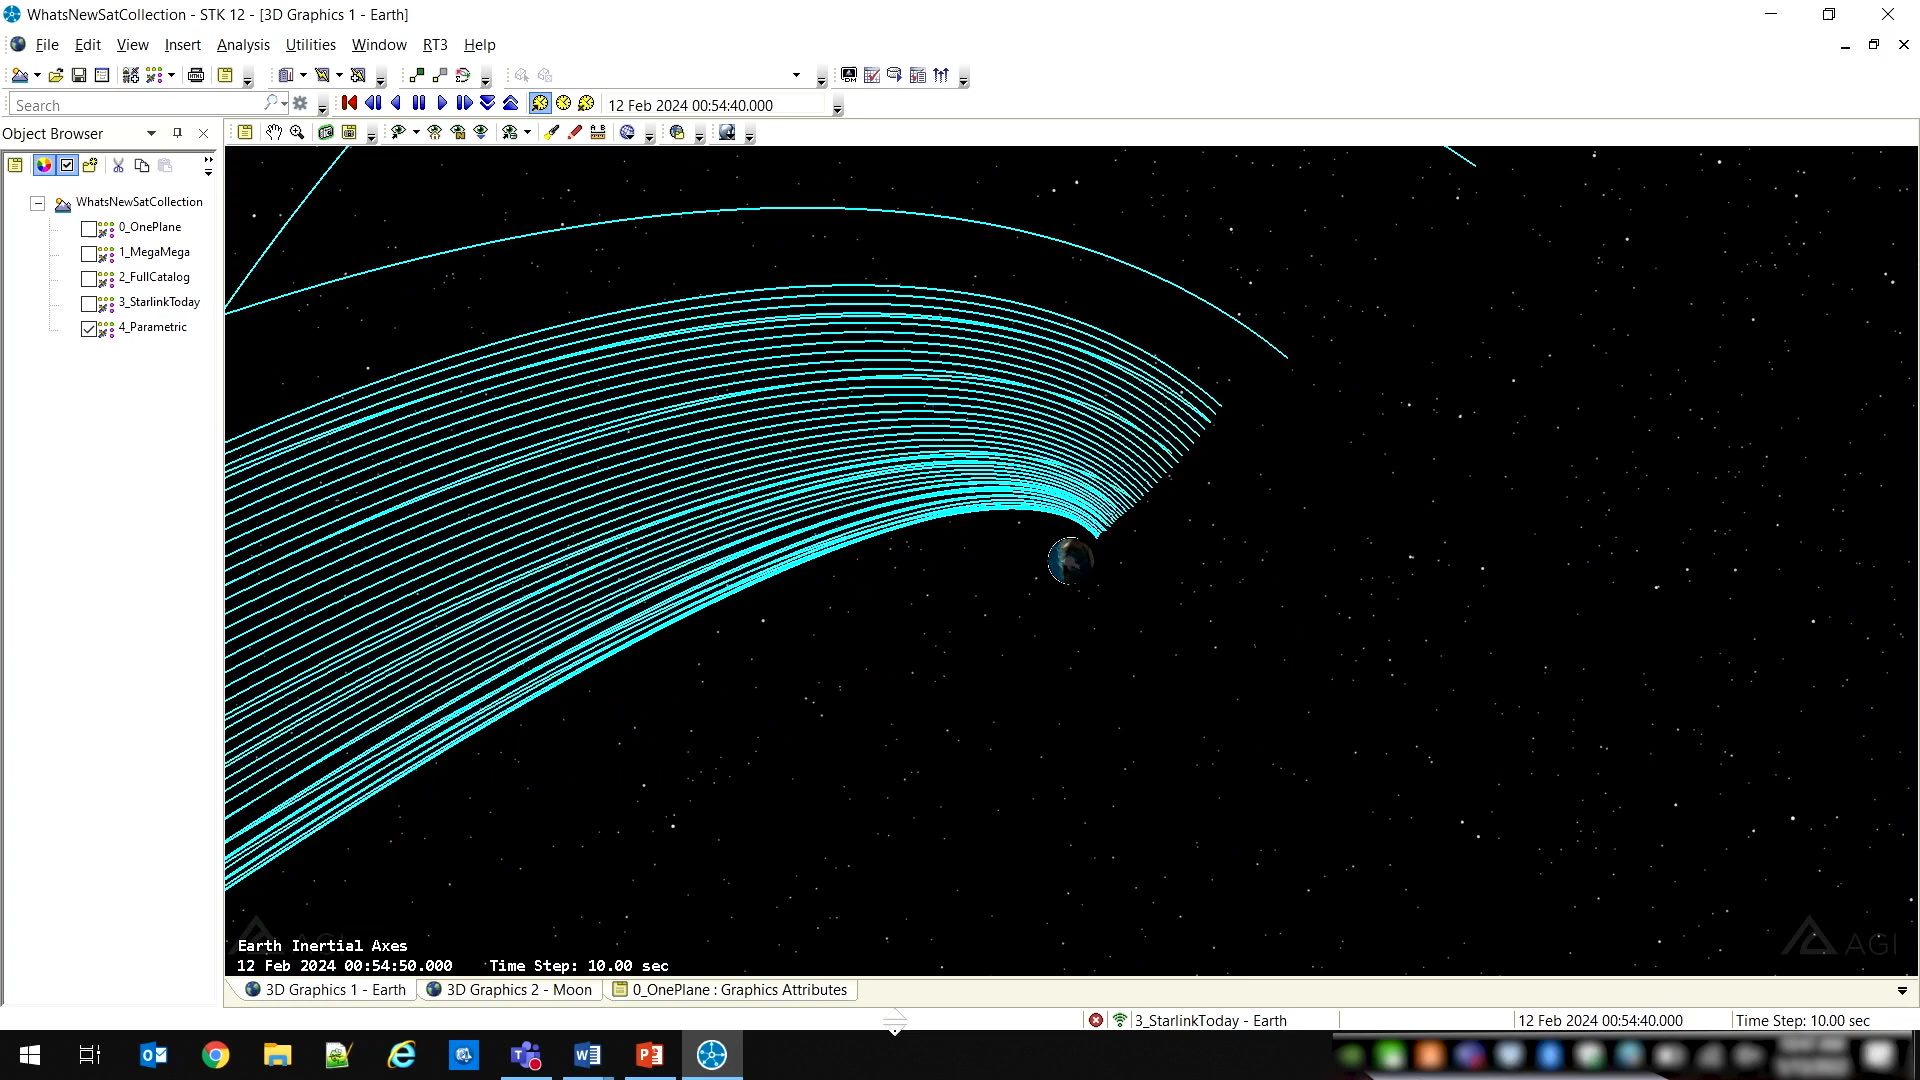 WhatsNewSatCollection - STK 12 - [3D Graphics 1 - Earth]
File Edit View Insert Analysis Utilities Window RT3 Help
Search
12 Feb 2024 00:54:40.000
Object Browser
WhatsNewSatCollection
0_OnePlane
1_MegaMega
2_FullCatalog
3_StarlinkToday
4_Parametric
Earth Inertial Axes
12 Feb 2024 00:54:50.000 Time Step: 10.00 sec
AGI
3D Graphics 1 - Earth 3D Graphics 2 - Moon 0_OnePlane : Graphics Attributes
3_StarlinkToday - Earth 12 Feb 2024 00:54:40.000 Time Step: 10.00 sec